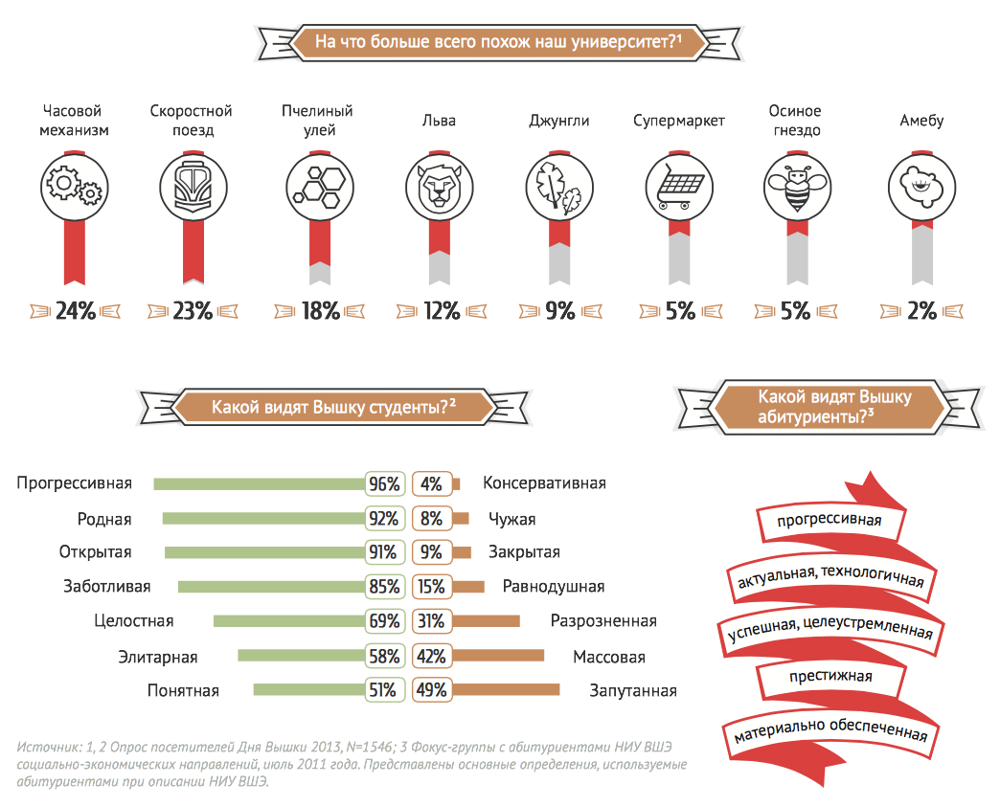 На что больше всего похож наш университет?¹
Часовой
механизм
Скоростной
поезд
Пчелиный
улей
Льва
Джунгли
Супермаркет
Осиное
гнездо
Амебу
24%
23%
18%
12%
9%
5%
5%
2%
Какой видят Вышку студенты?²
Прогрессивная 96% 4% Консервативная
Родная 92% 8% Чужая
Открытая 91% 9% Закрытая
Заботливая 85% 15% Равнодушная
Целостная 69% 31% Разрозненная
Элитарная 58% 42% Массовая
Понятная 51% 49% Запутанная
Какой видят Вышку
абитуриенты?³
прогрессивная
актуальная, технологичная
успешная, целеустремленная
престижная
материально обеспеченная
Источник: 1, 2 Опрос посетителей Дня Вышки 2013, N=1546; 3 Фокус-группы с абитуриентами НИУ ВШЭ
социально-экономических направлений, июль 2011 года. Представлены основные определения, используемые
абитуриентами при описании НИУ ВШЭ.